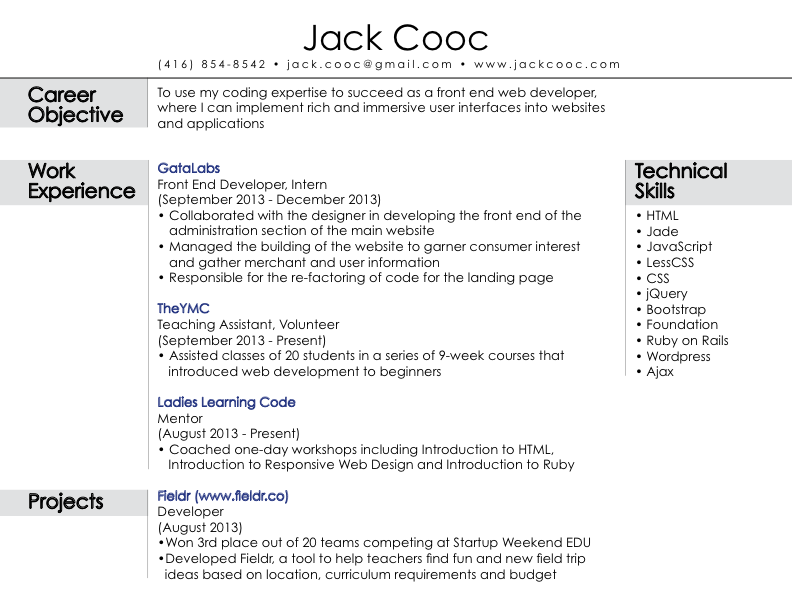 Jack Cooc
(416) 854-8542 • jack.cooc@gmail.com • www.jackcooc.com
Career
Objective
To use my coding expertise to succeed as a front end web developer,
where I can implement rich and immersive user interfaces into websites
and applications
Work
Experience
GataLabs
Front End Developer, Intern
(September 2013 - December 2013)
• Collaborated with the designer in developing the front end of the
administration section of the main website
• Managed the building of the website to garner consumer interest
and gather merchant and user information
• Responsible for the re-factoring of code for the landing page
TheYMC
Teaching Assistant, Volunteer
(September 2013 - Present)
• Assisted classes of 20 students in a series of 9-week courses that
introduced web development to beginners
Ladies Learning Code
Mentor
(August 2013 - Present)
• Coached one-day workshops including Introduction to HTML,
Introduction to Responsive Web Design and Introduction to Ruby
Technical
Skills
• HTML
• Jade
• JavaScript
• LessCSS
• CSS
• jQuery
• Bootstrap
• Foundation
• Ruby on Rails
• Wordpress
• Ajax
Projects
Fieldr (www.fieldr.co)
Developer
(August 2013)
•Won 3rd place out of 20 teams competing at Startup Weekend EDU
•Developed Fieldr, a tool to help teachers find fun and new field trip
ideas based on location, curriculum requirements and budget